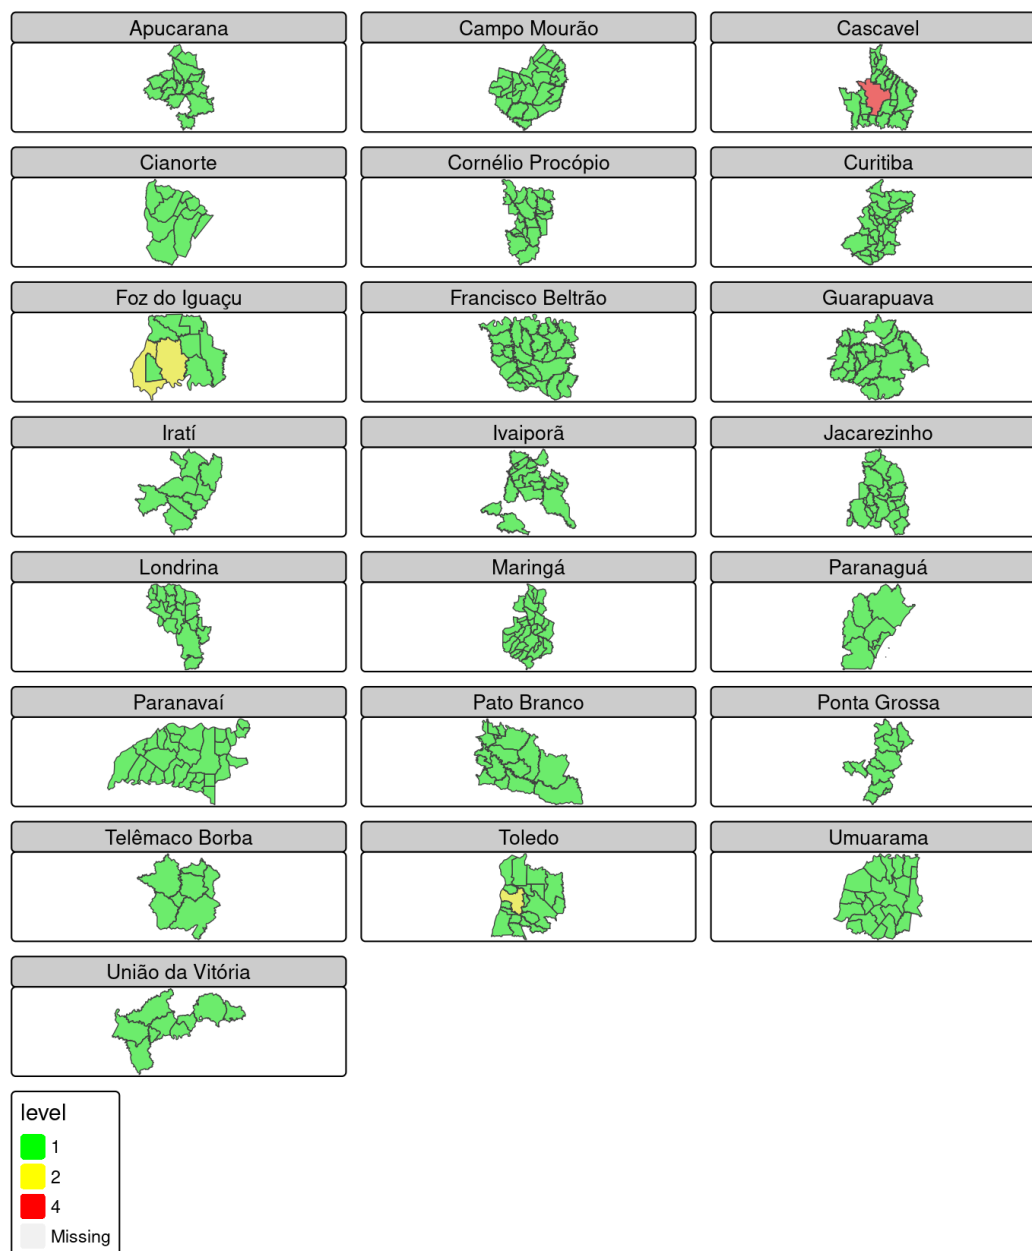 Apucarana
Campo Mourão
Cascavel
Cianorte
Cornélio Procópio
Curitiba
Foz do Iguaçu
Francisco Beltrão
Guarapuava
Iratí
Ivaiporã
Jacarezinho
Londrina
Maringá
Paranaguá
Paranavaí
Pato Branco
Ponta Grossa
Telêmaco Borba
Toledo
Umuarama
União da Vitória
level
1
2
4
Missing